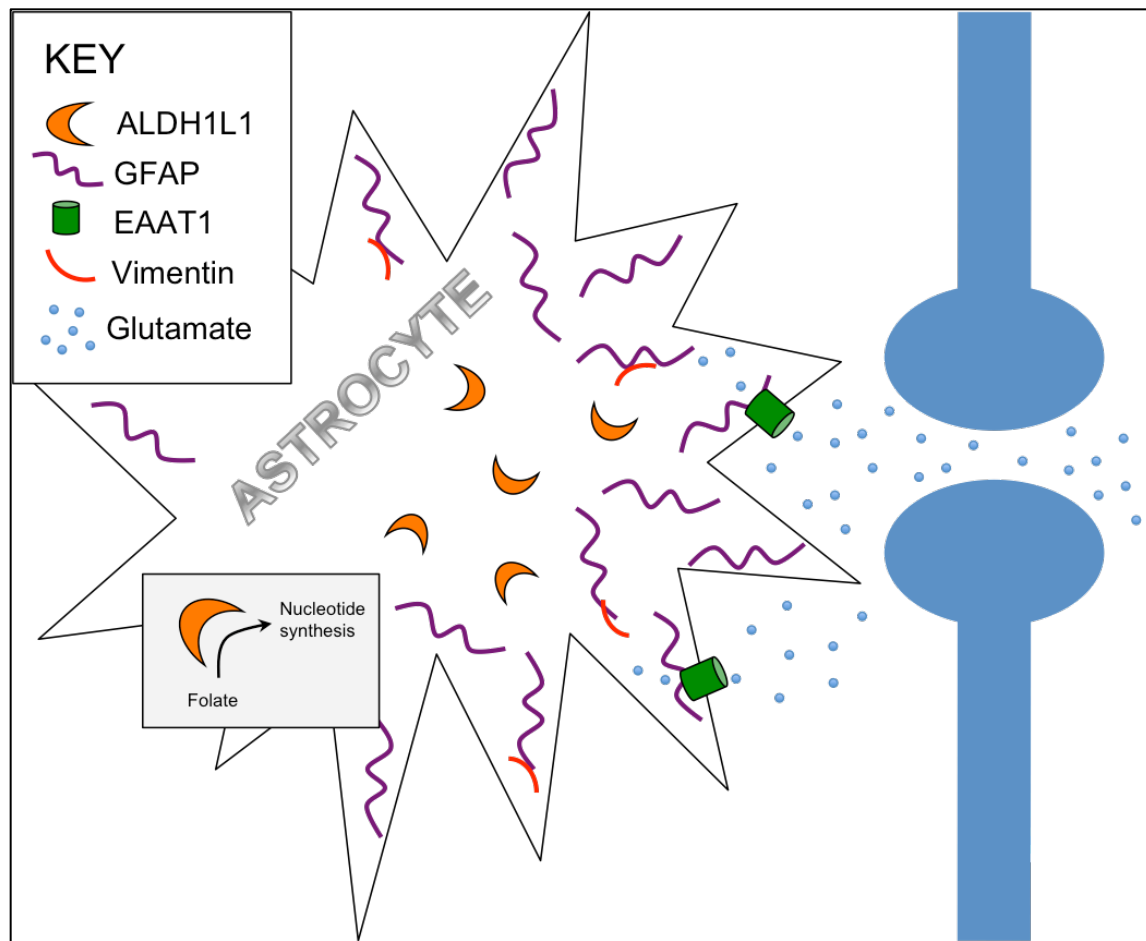 KEY
ALDH1L1
GFAP
EAAT1
Vimentin
Glutamate
ASTROCYTE
Nucleotide
synthesis
Folate